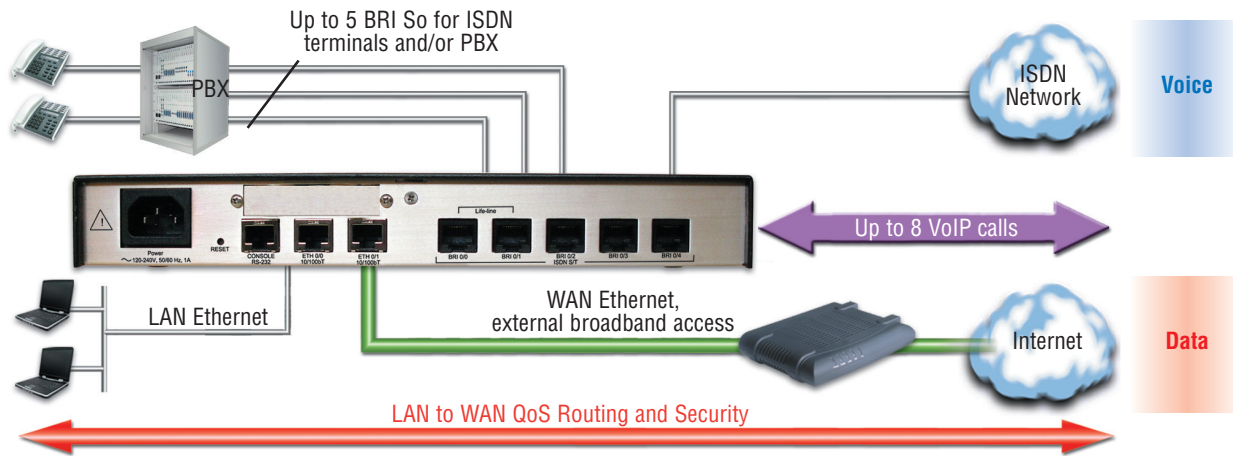 Up to 5 BRI So for ISDN
terminals and/or PBX
PBX
ISDN
Network
Voice
Life-line
Power
~120-240V, 50/60 Hz, 1A
RESET
CONSOLE
RS-232
ETH 0/0
10/100bT
ETH 0/1
10/100bT
BRI 0/0
BRI 0/1
BRI 0/2
ISDN S/T
BRI 0/3
BRI 0/4
Up to 8 VoIP calls
LAN Ethernet
WAN Ethernet,
external broadband access
Internet
Data
LAN to WAN QoS Routing and Security